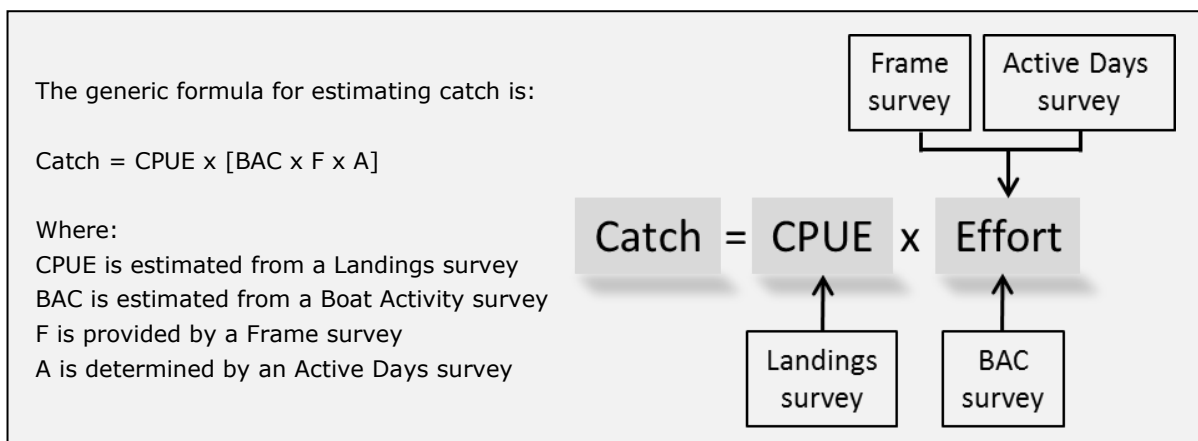 The generic formula for estimating catch is:
Catch = CPUE x [BAC x F x A]
Where:
CPUE is estimated from a Landings survey
BAC is estimated from a Boat Activity survey
F is provided by a Frame survey
A is determined by an Active Days survey
Frame
survey
Active Days
survey
Catch = CPUE x Effort
Landings
survey
BAC
survey